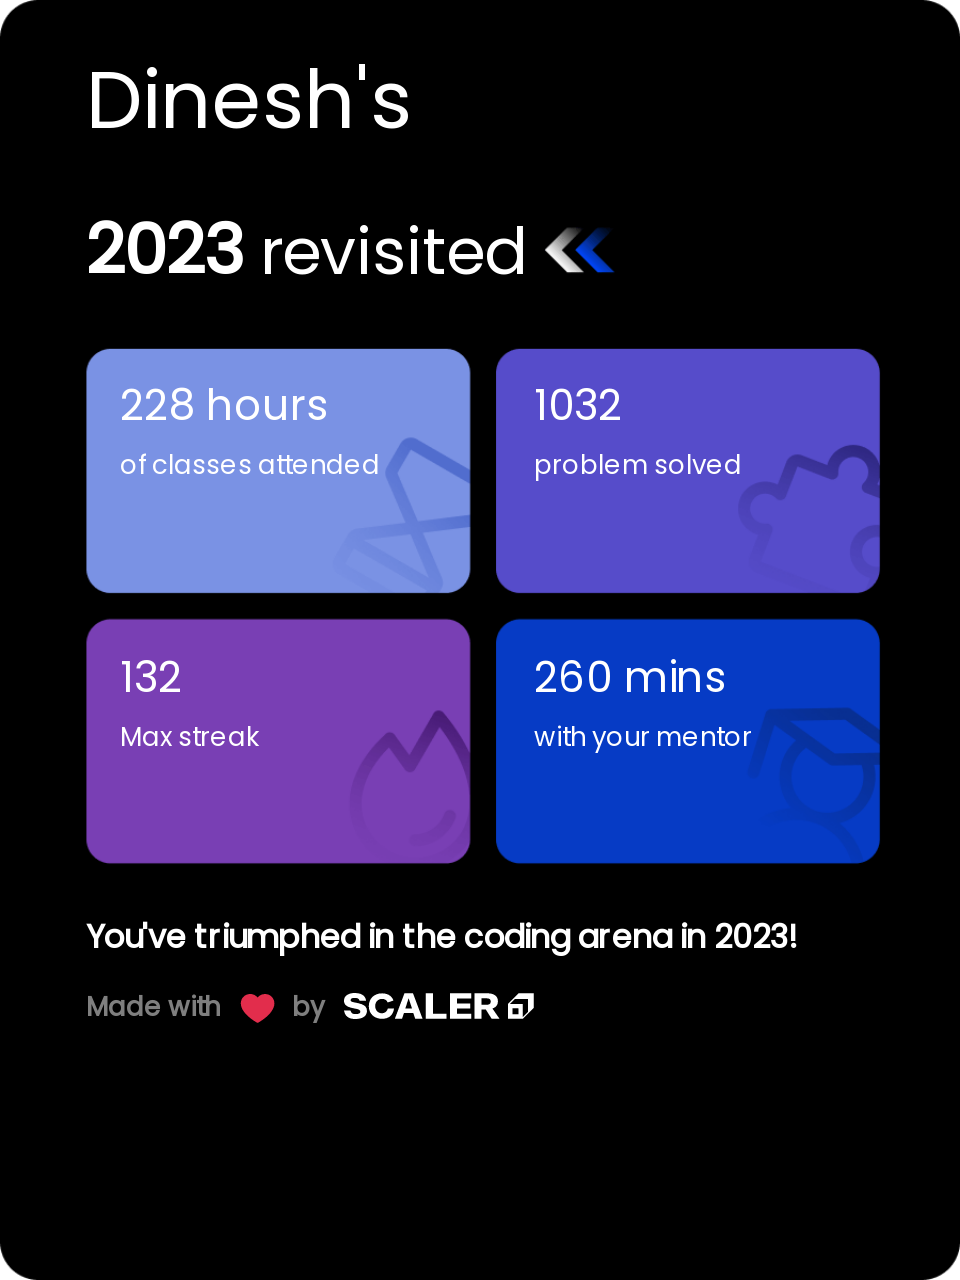 Dinesh's
2023 revisited
228 hours
of classes attended
1032
problem solved
132
Max streak
260 mins
with your mentor
You've triumphed in the coding arena in 2023!
Made with by SCALER